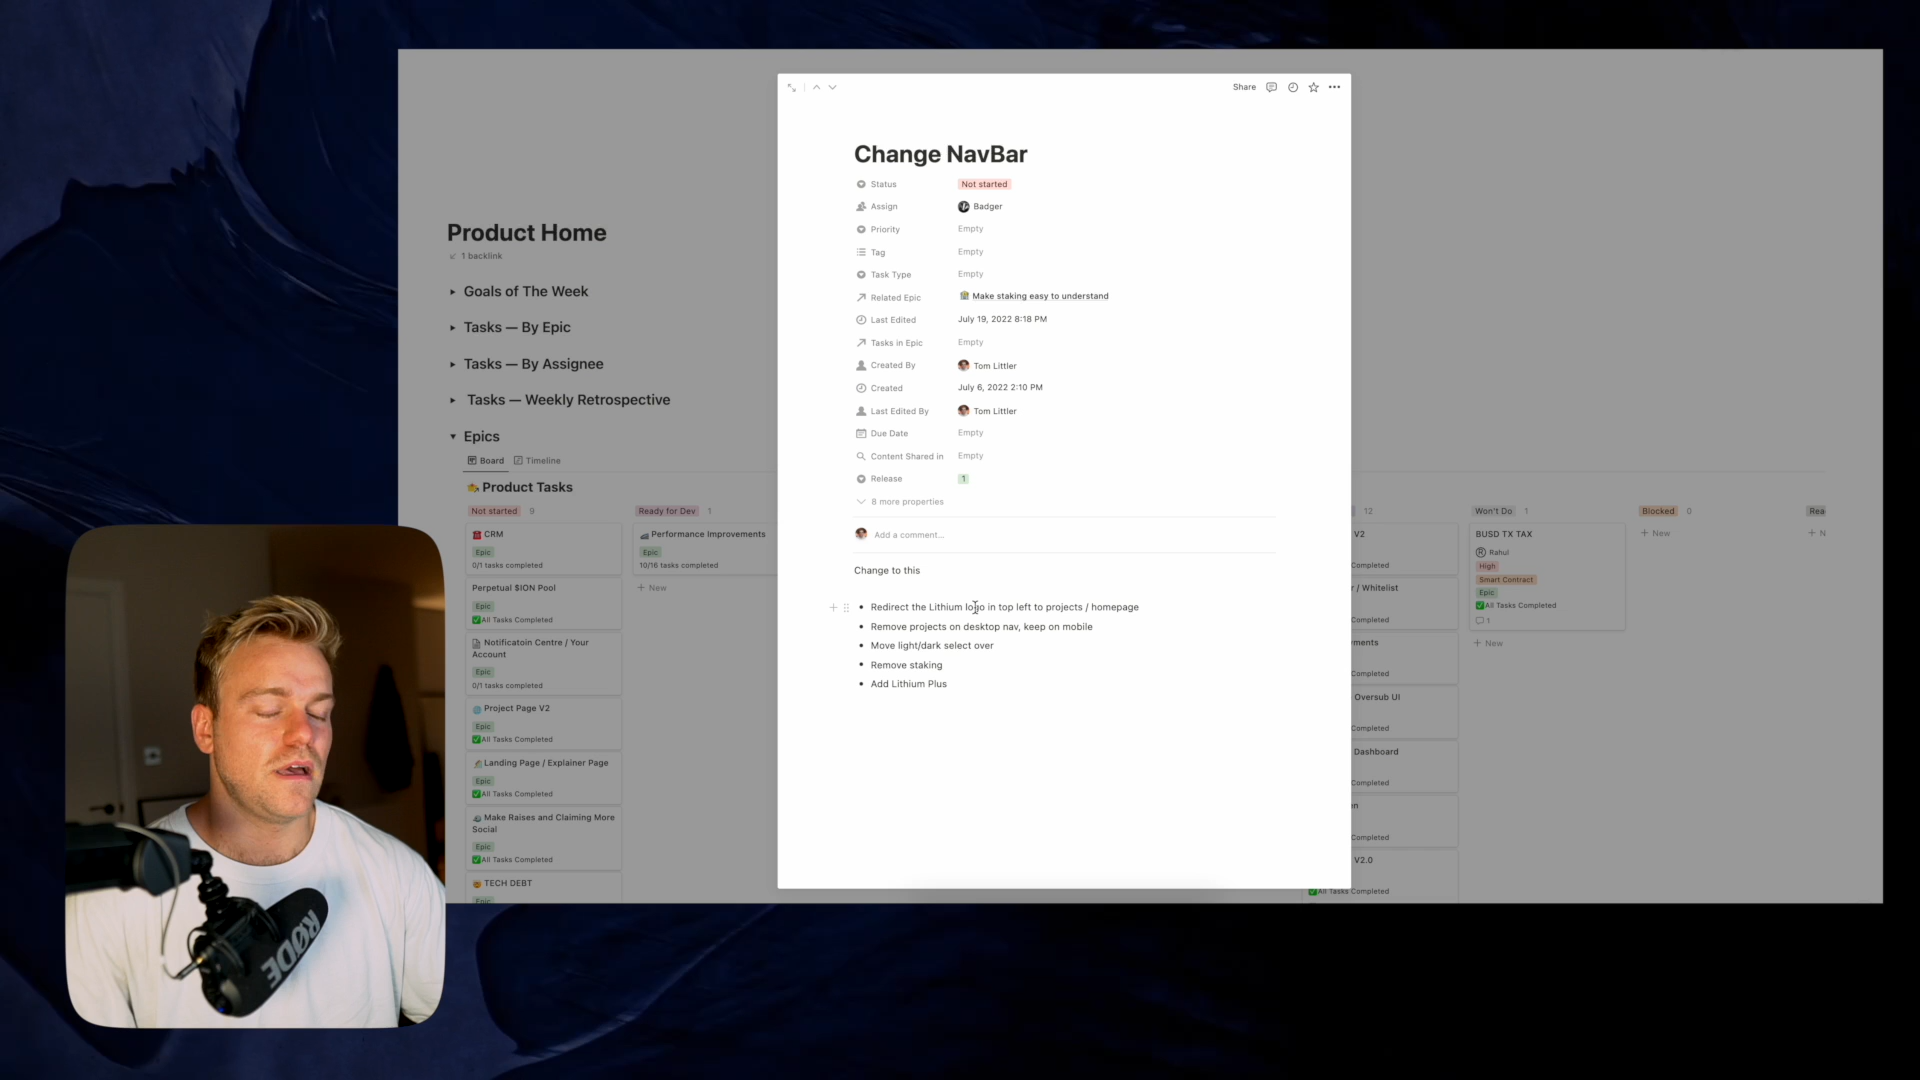 Share
Change NavBar
Status Not started
Assign Badger
Priority Empty
Tag Empty
Task Type Empty
Related Epic Make staking easy to understand
Last Edited July 19, 2022 8:18 PM
Tasks in Epic Empty
Created By Tom Littler
Created July 6, 2022 2:10 PM
Last Edited By Tom Littler
Due Date Empty
Content Shared in Empty
Release 1
8 more properties
Add a comment...
Change to this
• Redirect the Lithium logo in top left to projects / homepage
• Remove projects on desktop nav, keep on mobile
• Move light/dark select over
• Remove staking
• Add Lithium Plus
Product Home
1 backlink
Goals of The Week
Tasks — By Epic
Tasks — By Assignee
Tasks — Weekly Retrospective
Epics
Board Timeline
Product Tasks
Not started 9
CRM
Epic
0/1 tasks completed
Perpetual $ION Pool
Epic
All Tasks Completed
Notificatoin Centre / Your
Account
Epic
0/1 tasks completed
Project Page V2
Epic
All Tasks Completed
Landing Page / Explainer Page
Epic
All Tasks Completed
Make Raises and Claiming More
Social
Epic
All Tasks Completed
TECH DEBT
Epic
Ready for Dev 1
Performance Improvements
Epic
10/16 tasks completed
+ New
12
V2
Completed
r / Whitelist
Completed
ments
Completed
Oversub UI
Completed
Dashboard
Completed
n
Completed
V2.0
All Tasks Completed
Won't Do 1
BUSD TX TAX
Rahul
High
Smart Contract
Epic
All Tasks Completed
1
+ New
Blocked 0
+ New
Rea
+ N
RØDE